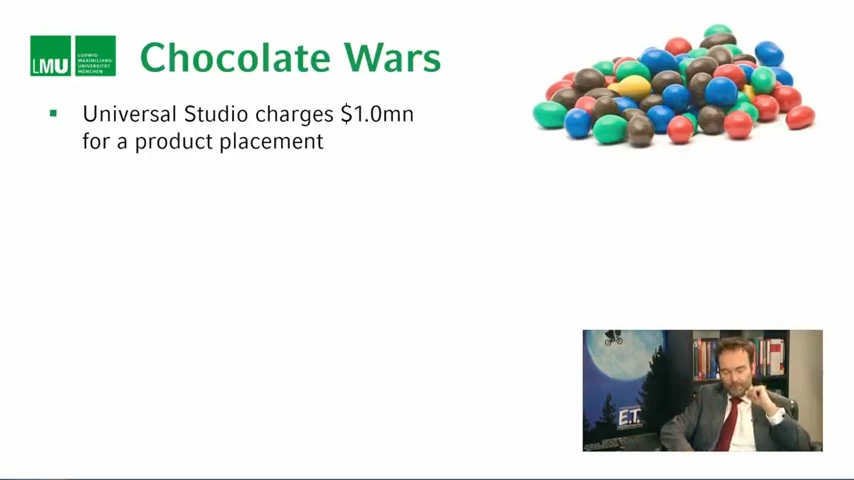 LMU
LUDWIG-
MAXIMILIANS-
UNIVERSITÄT
MÜNCHEN
Chocolate Wars
Universal Studio charges $1.0mn
for a product placement
E.T.